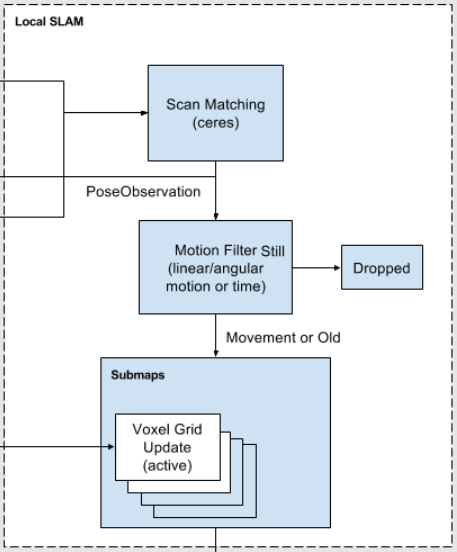 Local SLAM
Scan Matching
(ceres)
PoseObservation
Motion Filter Still
(linear/angular
motion or time)
Dropped
Movement or Old
Submaps
Voxel Grid
Update
(active)